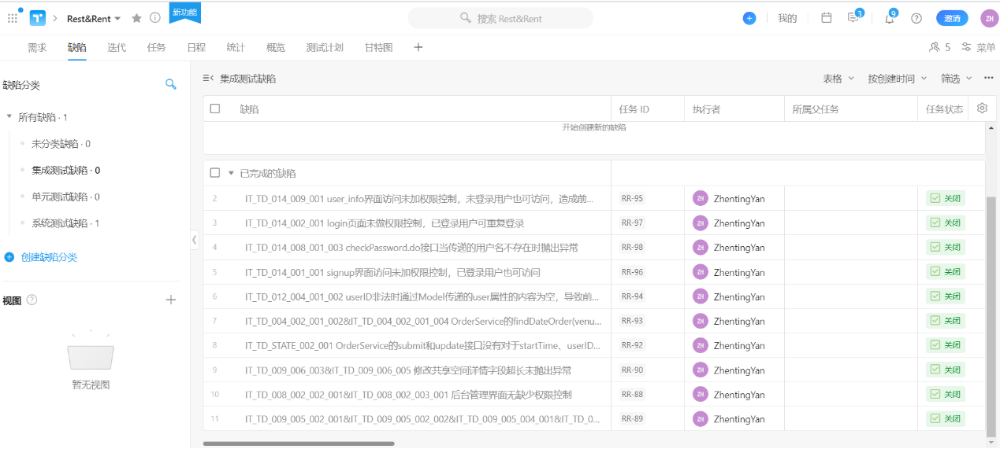 Rest&Rent
新功能
搜索 Rest&Rent
我的
3
9
邀请
ZH
需求 缺陷 迭代 任务 日程 统计 概览 测试计划 甘特图
5 菜单
缺陷分类
所有缺陷 · 1
未分类缺陷 · 0
集成测试缺陷 · 0
单元测试缺陷 · 0
系统测试缺陷 · 1
创建缺陷分类
视图
暂无视图
集成测试缺陷
表格 按创建时间 筛选
缺陷 任务 ID 执行者 所属父任务 任务状态
开始创建新的缺陷
已完成的缺陷
2 IT_TD_014_009_001 user_info界面访问未加权限控制，未登录用户也可访问，造成前... RR-95 ZH ZhentingYan 关闭
3 IT_TD_014_002_001 login页面未做权限控制，已登录用户可重复登录 RR-97 ZH ZhentingYan 关闭
4 IT_TD_014_008_001_003 checkPassword.do接口当传递的用户名不存在时抛出异常 RR-98 ZH ZhentingYan 关闭
5 IT_TD_014_001_001 signup界面访问未加权限控制，已登录用户也可访问 RR-96 ZH ZhentingYan 关闭
6 IT_TD_012_004_001_002 userID非法时通过Model传递的user属性的内容为空，导致前... RR-94 ZH ZhentingYan 关闭
7 IT_TD_004_002_001_002&IT_TD_004_002_001_004 OrderService的findDateOrder(venu... RR-93 ZH ZhentingYan 关闭
8 IT_TD_STATE_002_001 OrderService的submit和update接口没有对于startTime、userID... RR-92 ZH ZhentingYan 关闭
9 IT_TD_009_006_003&IT_TD_009_006_005 修改共享空间详情字段超长未抛出异常 RR-90 ZH ZhentingYan 关闭
10 IT_TD_008_002_002_001&IT_TD_008_002_003_001 后台管理界面无缺少权限控制 RR-88 ZH ZhentingYan 关闭
11 IT_TD_009_005_002_001&IT_TD_009_005_002_002&IT_TD_009_005_004_001&IT_TD_0... RR-89 ZH ZhentingYan 关闭